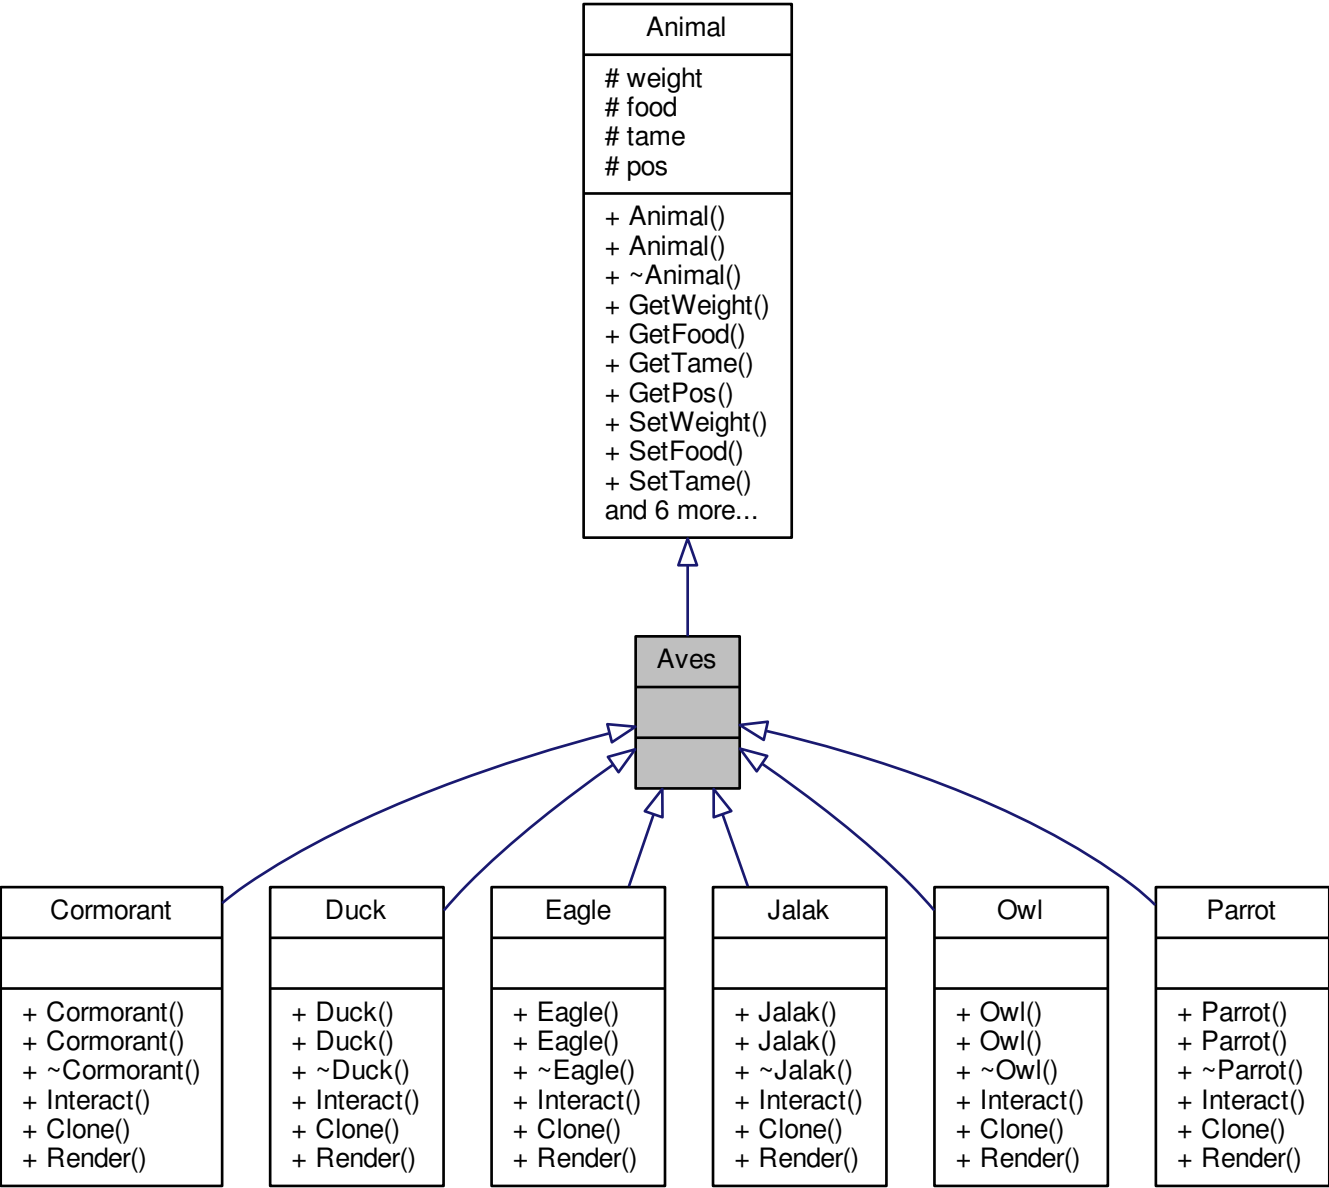 Animal
# weight
# food
# tame
# pos
+ Animal()
+ Animal()
+ ~Animal()
+ GetWeight()
+ GetFood()
+ GetTame()
+ GetPos()
+ SetWeight()
+ SetFood()
+ SetTame()
and 6 more...
Aves
Cormorant
+ Cormorant()
+ Cormorant()
+ ~Cormorant()
+ Interact()
+ Clone()
+ Render()
Duck
+ Duck()
+ Duck()
+ ~Duck()
+ Interact()
+ Clone()
+ Render()
Eagle
+ Eagle()
+ Eagle()
+ ~Eagle()
+ Interact()
+ Clone()
+ Render()
Jalak
+ Jalak()
+ Jalak()
+ ~Jalak()
+ Interact()
+ Clone()
+ Render()
Owl
+ Owl()
+ Owl()
+ ~Owl()
+ Interact()
+ Clone()
+ Render()
Parrot
+ Parrot()
+ Parrot()
+ ~Parrot()
+ Interact()
+ Clone()
+ Render()